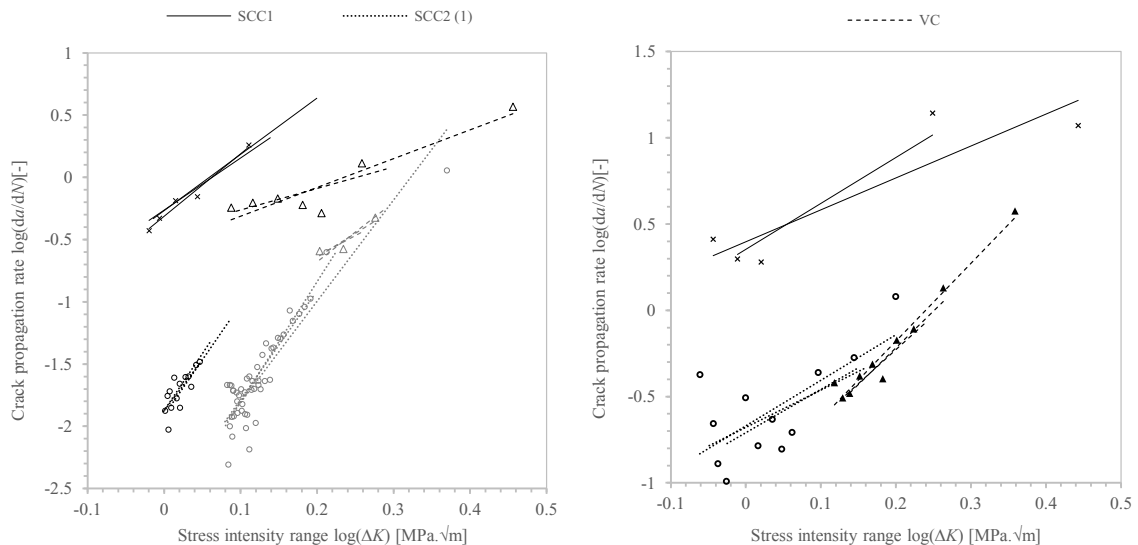 SCC1 SCC2 (1) VC
Crack propagation rate log(da/dN)[-]
1
0.5
0
-0.5
-1
-1.5
-2
-2.5
-0.1 0 0.1 0.2 0.3 0.4 0.5
Stress intensity range log(ΔK) [MPa.√m]
Crack propagation rate log(da/dN)[-]
1.5
1
0.5
0
-0.5
-1
-0.1 0 0.1 0.2 0.3 0.4 0.5
Stress intensity range log(ΔK) [MPa.√m]